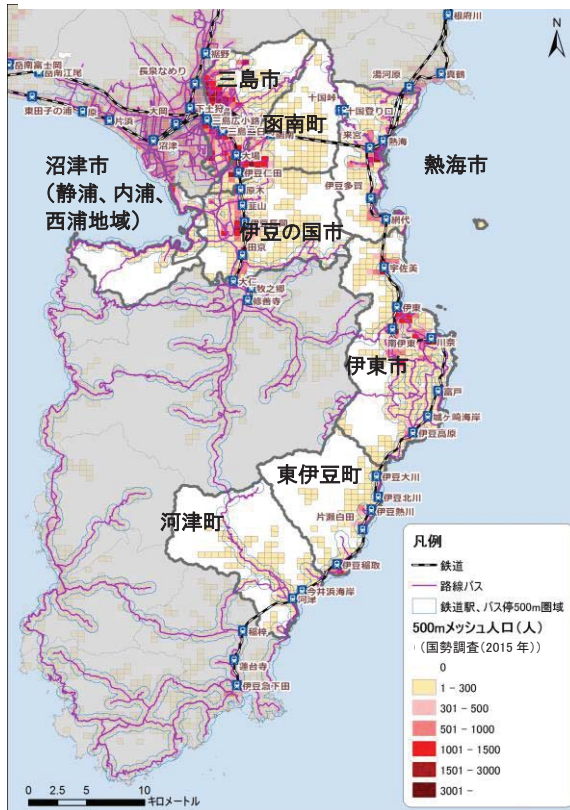 根府川
N
岳南富士岡
岳南江尾
裾野
長泉なめり
湯河原
真鶴
三島市
十国峠
十国登り口
東田子の浦
原
片浜
大岡
下土狩
三島広小路
函南町
来宮
熱海
沼津
大場
沼津市
(静浦、内浦、
西浦地域)
熱海市
伊豆仁田
伊豆多賀
原木
韮山
網代
伊豆の国市
田京
宇佐美
大仁
牧之郷
修善寺
伊東
南伊東
川奈
伊東市
富戸
城ヶ崎海岸
伊豆高原
東伊豆町
伊豆大川
伊豆北川
河津町
片瀬白田
伊豆熱川
伊豆稲取
今井浜海岸
河津
稲梓
蓮台寺
伊豆急下田
凡例
鉄道
路線バス
鉄道駅、バス停500m圏域
500mメッシュ人口(人)
(国勢調査(2015 年))
0
1 - 300
301 - 500
501 - 1000
1001 - 1500
1501 - 3000
3001 -
0 2.5 5 10
キロメートル